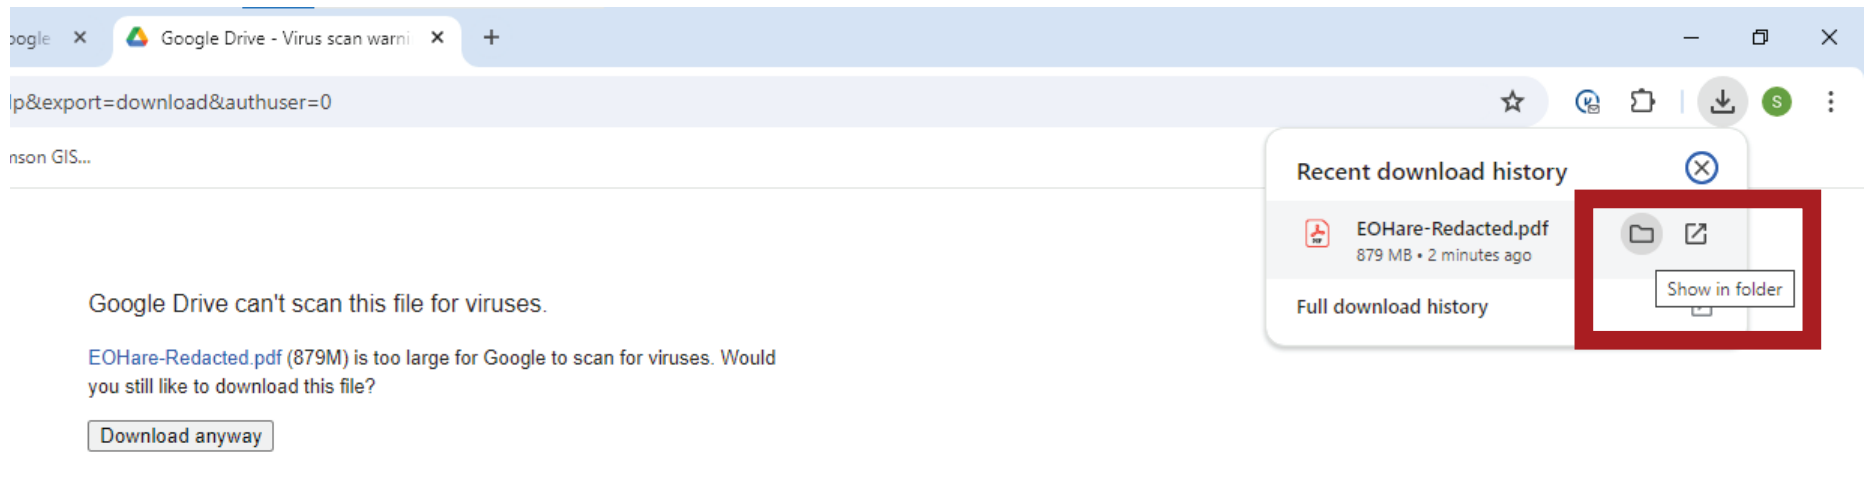 oogle
Google Drive - Virus scan warni
lp&export=download&authuser=0
S
nson GIS...
Recent download history
EOHare-Redacted.pdf
879 MB • 2 minutes ago
Show in folder
Full download history
Google Drive can't scan this file for viruses.
EOHare-Redacted.pdf (879M) is too large for Google to scan for viruses. Would
you still like to download this file?
Download anyway